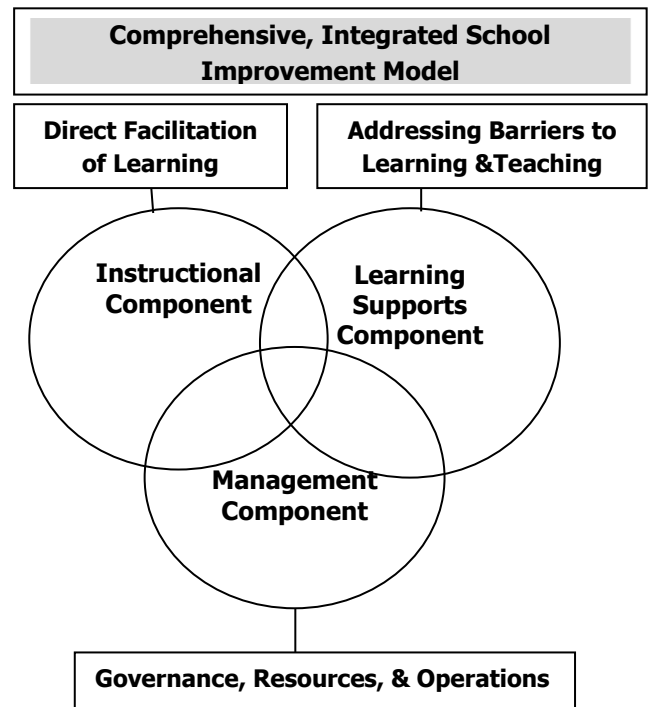 Comprehensive, Integrated School
Improvement Model
Direct Facilitation
of Learning
Addressing Barriers to
Learning &Teaching
Instructional
Component
Learning
Supports
Component
Management
Component
Governance, Resources, & Operations